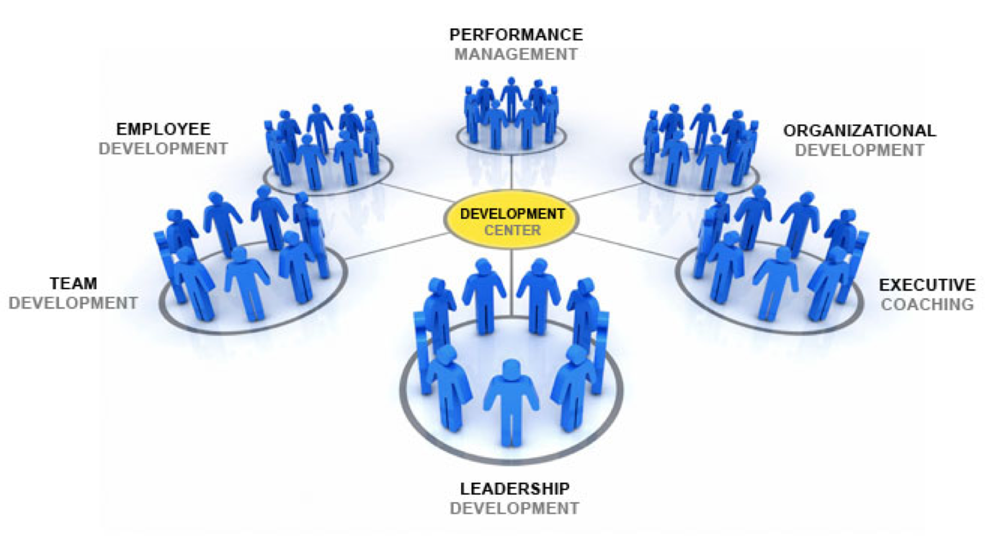 PERFORMANCE
MANAGEMENT
EMPLOYEE
DEVELOPMENT
ORGANIZATIONAL
DEVELOPMENT
DEVELOPMENT
CENTER
TEAM
DEVELOPMENT
EXECUTIVE
COACHING
LEADERSHIP
DEVELOPMENT